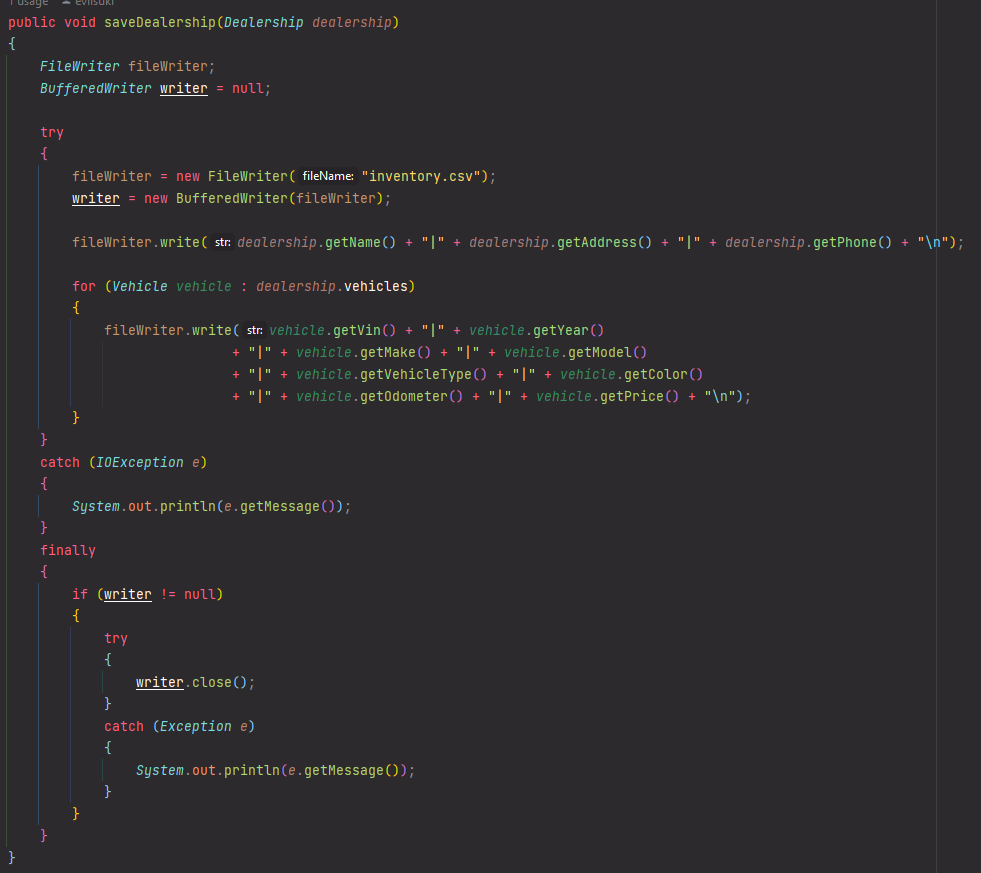 1 usage evilsuki
public void saveDealership(Dealership dealership)
{
    FileWriter fileWriter;
    BufferedWriter writer = null;

    try
    {
        fileWriter = new FileWriter( fileName: "inventory.csv");
        writer = new BufferedWriter(fileWriter);

        fileWriter.write( str: dealership.getName() + "|" + dealership.getAddress() + "|" + dealership.getPhone() + "\n");

        for (Vehicle vehicle : dealership.vehicles)
        {
            fileWriter.write( str: vehicle.getVin() + "|" + vehicle.getYear()
                            + "|" + vehicle.getMake() + "|" + vehicle.getModel()
                            + "|" + vehicle.getVehicleType() + "|" + vehicle.getColor()
                            + "|" + vehicle.getOdometer() + "|" + vehicle.getPrice() + "\n");
        }
    }
    catch (IOException e)
    {
        System.out.println(e.getMessage());
    }
    finally
    {
        if (writer != null)
        {
            try
            {
                writer.close();
            }
            catch (Exception e)
            {
                System.out.println(e.getMessage());
            }
        }
    }
}